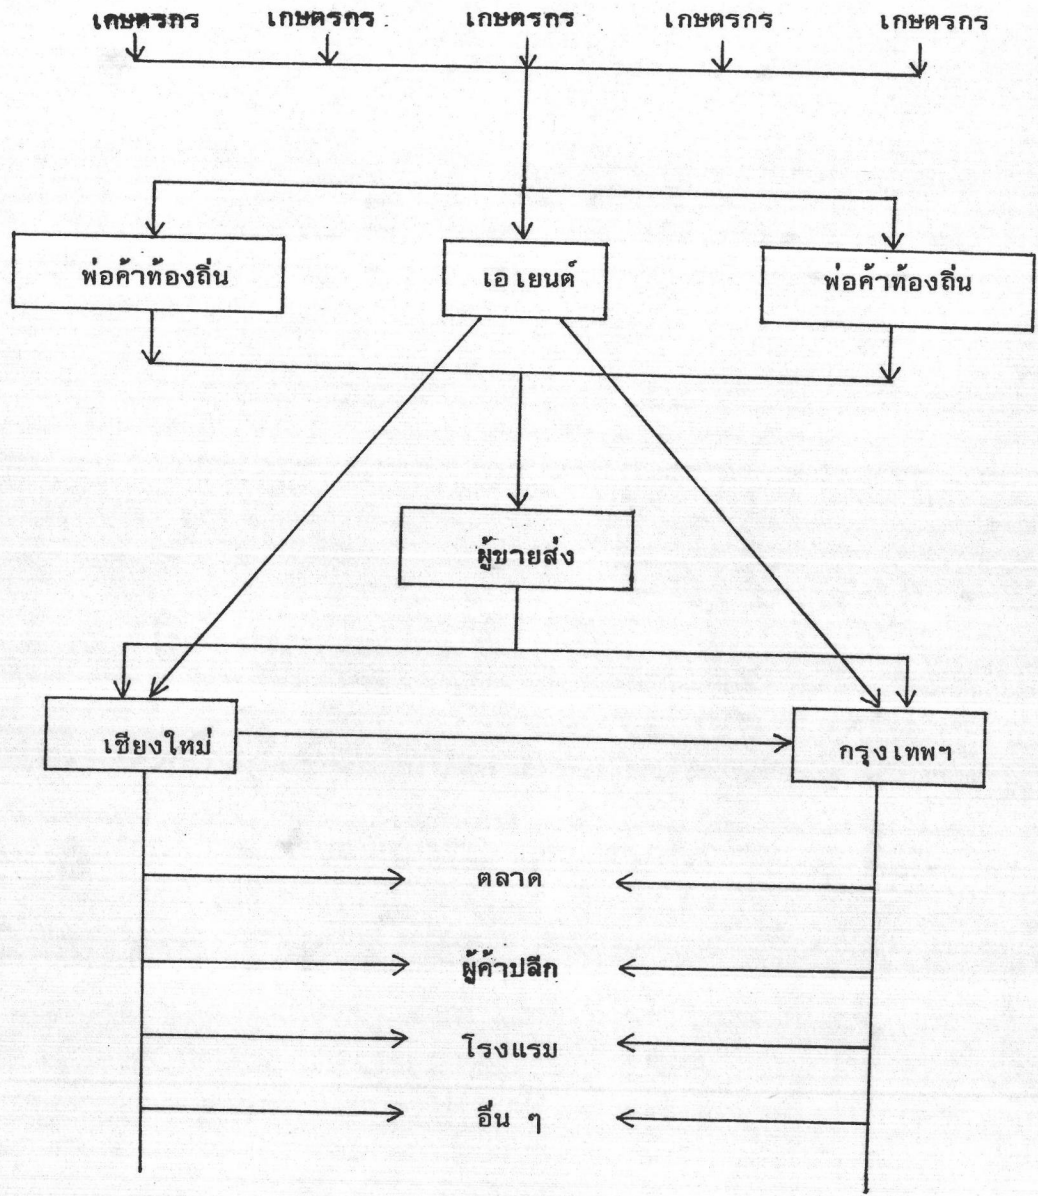 เกษตรกร เกษตรกร เกษตรกร เกษตรกร เกษตรกร
พ่อค้าท้องถิ่น เอเยนต์ พ่อค้าท้องถิ่น
ผู้ขายส่ง
เชียงใหม่ กรุงเทพฯ
ตลาด
ผู้ค้าปลีก
โรงแรม
อื่น ๆ